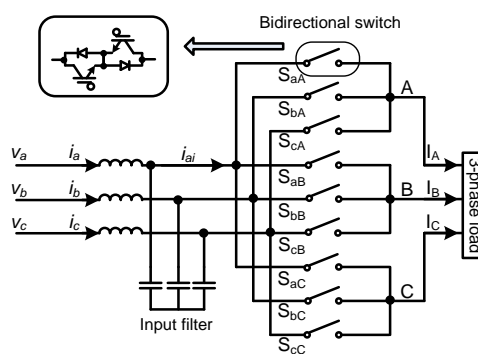 Bidirectional switch
SaA
SbA
A
ScA
va ia iai SaB IA
vb ib SbB B IB
vc ic ScB IC
SaC
SbC C
Input filter
ScC
3-phase load